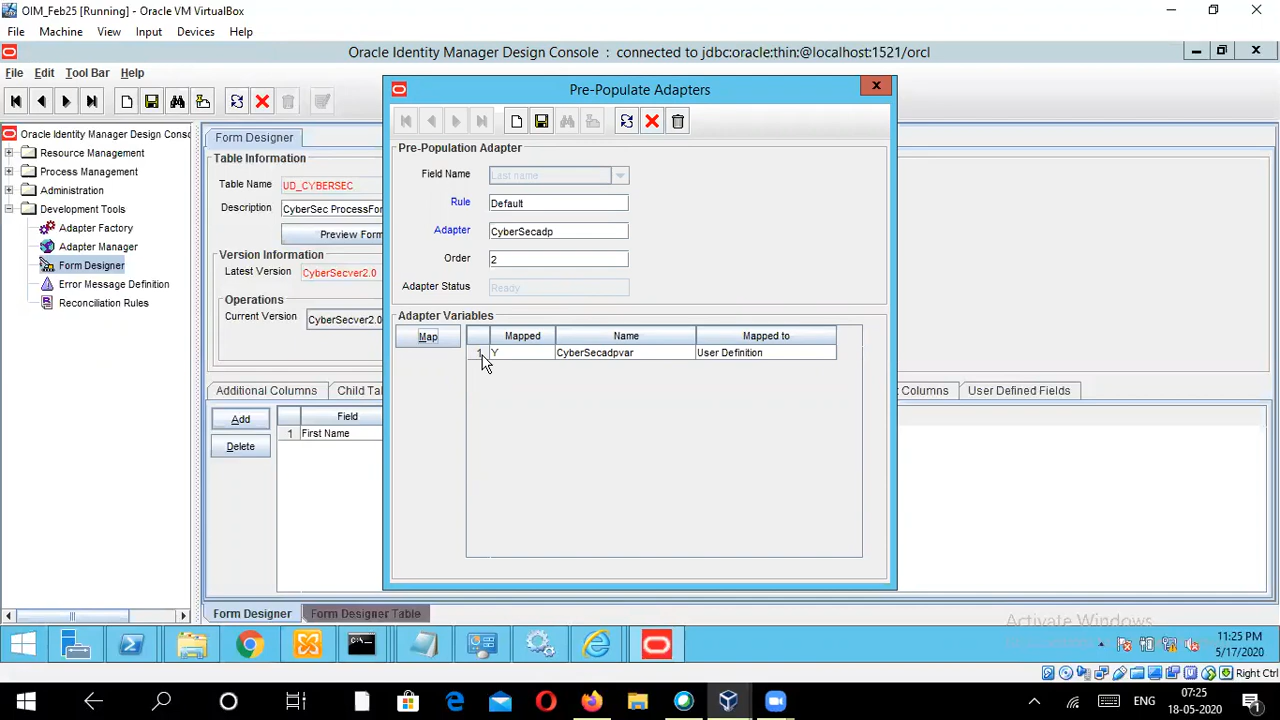 OIM_Feb25 [Running] - Oracle VM VirtualBox
File Machine View Input Devices Help
Oracle Identity Manager Design Console : connected to jdbc:oracle:thin:@localhost:1521/orcl
File Edit Tool Bar Help
Pre-Populate Adapters
Oracle Identity Manager Design Consc
Resource Management
Process Management
Administration
Development Tools
Adapter Factory
Adapter Manager
Form Designer
Error Message Definition
Reconciliation Rules
Form Designer
Table Information
Table Name UD_CYBERSEC
Description CyberSec ProcessFor
Preview Form
Version Information
Latest Version CyberSecver2.0
Operations
Current Version CyberSecver2.0
Additional Columns Child Ta
Columns User Defined Fields
Add
Delete
Field
1 First Name
Pre-Population Adapter
Field Name Last name
Rule Default
Adapter CyberSecadp
Order 2
Adapter Status Ready
Adapter Variables
Map
Mapped Name Mapped to
1 Y CyberSecadpvar User Definition
Form Designer Form Designer Table
Activate Windows
11:25 PM
5/17/2020
Right Ctrl
ENG
07:25
18-05-2020
1